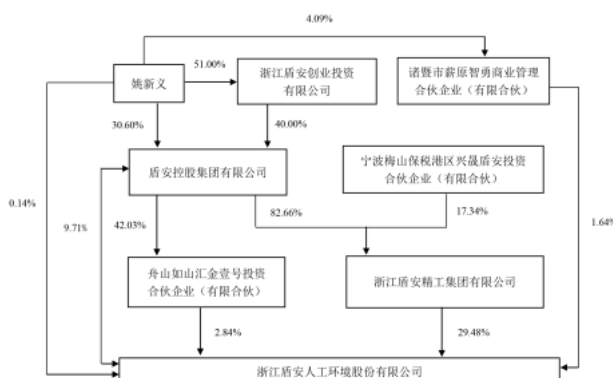 4.09%
51.00%
姚新义
浙江盾安创业投资
有限公司
诸暨市薪原智勇商业管理
合伙企业（有限合伙）
30.60%
40.00%
盾安控股集团有限公司
宁波梅山保税港区兴晟盾安投资
合伙企业（有限合伙）
0.14%
9.71%
42.03%
82.66%
17.34%
1.64%
舟山如山汇金壹号投资
合伙企业（有限合伙）
浙江盾安精工集团有限公司
2.84%
29.48%
浙江盾安人工环境股份有限公司